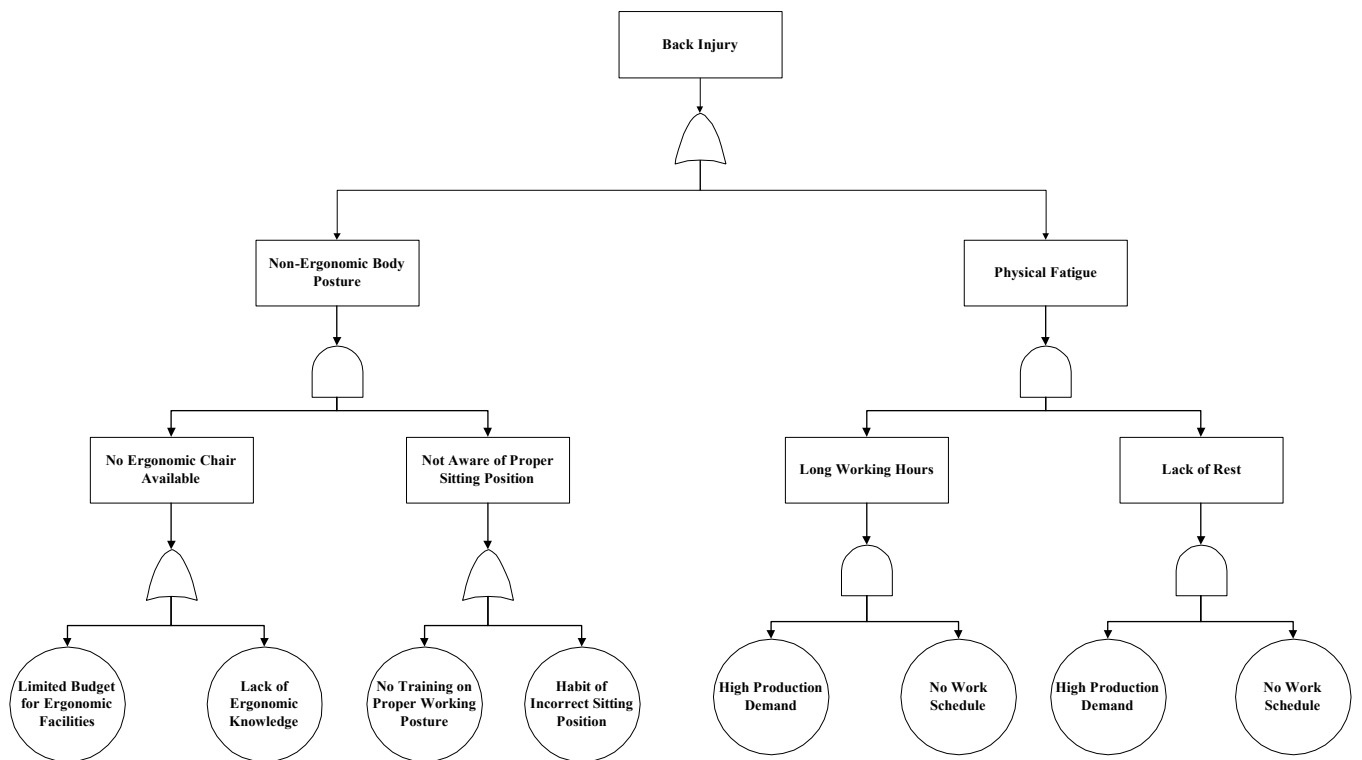 Back Injury
Non-Ergonomic Body
Posture
Physical Fatigue
No Ergonomic Chair
Available
Not Aware of Proper
Sitting Position
Long Working Hours
Lack of Rest
Limited Budget
for Ergonomic
Facilities
Lack of
Ergonomic
Knowledge
No Training on
Proper Working
Posture
Habit of
Incorrect Sitting
Position
High Production
Demand
No Work
Schedule
High Production
Demand
No Work
Schedule